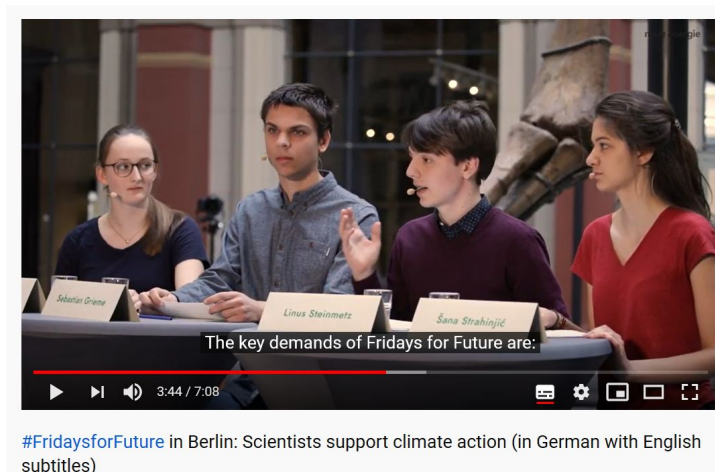 Sebastian Grieme
Linus Steinmetz
Šana Strahinjić
The key demands of Fridays for Future are:
3:44 / 7:08
#FridaysforFuture in Berlin: Scientists support climate action (in German with English
subtitles)